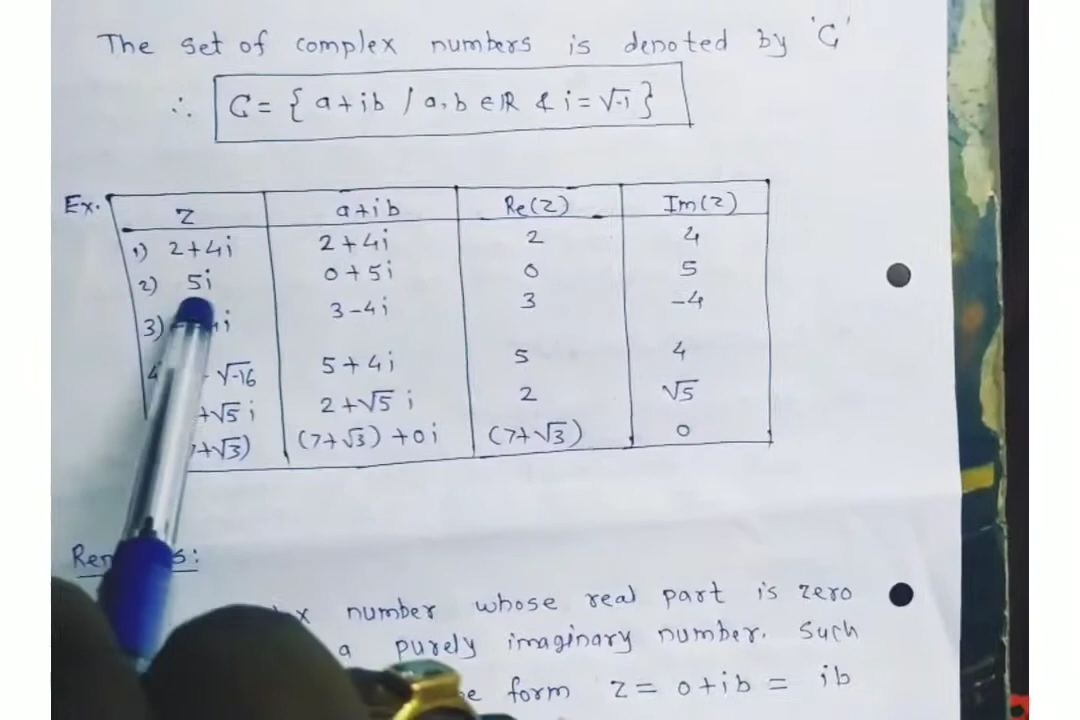 The set of complex numbers is denoted by 'C'
∴ C = { a+ib / a, b ∈ R & i = √-1 }
Ex. z a+ib Re(z) Im(z)
1) 2+4i 2+4i 2 4
2) 5i 0+5i 0 5
3) i 3-4i 3 -4
√-16 5+4i 5 4
+√5 i 2+√5 i 2 √5
+√3) (7+√3)+0i (7+√3) 0
number whose real part is zero
a purely imaginary number. Such
form z = 0+ib = ib